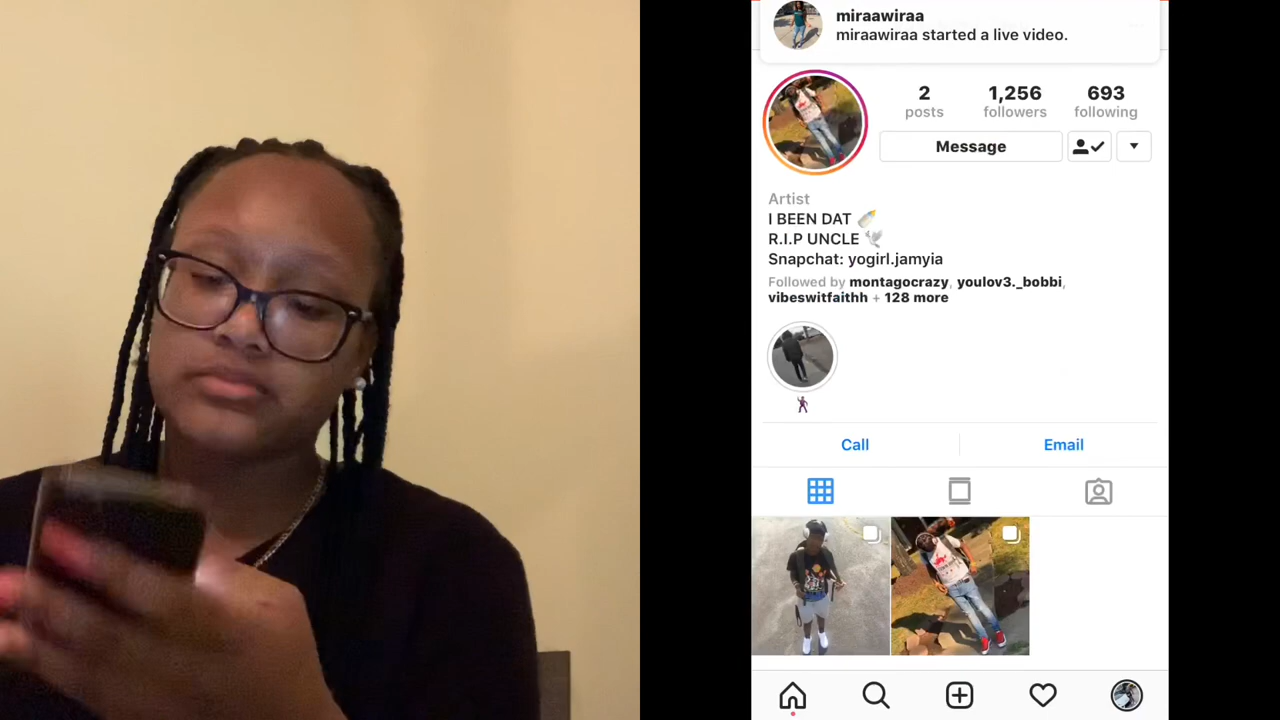 miraawiraa
miraawiraa started a live video.
2
posts
1,256
followers
693
following
Message
Artist
I BEEN DAT 🍼
R.I.P UNCLE 🕊
Snapchat: yogirl.jamyia
Followed by montagocrazy, youlov3._bobbi,
vibeswitfaithh + 128 more
Call
Email